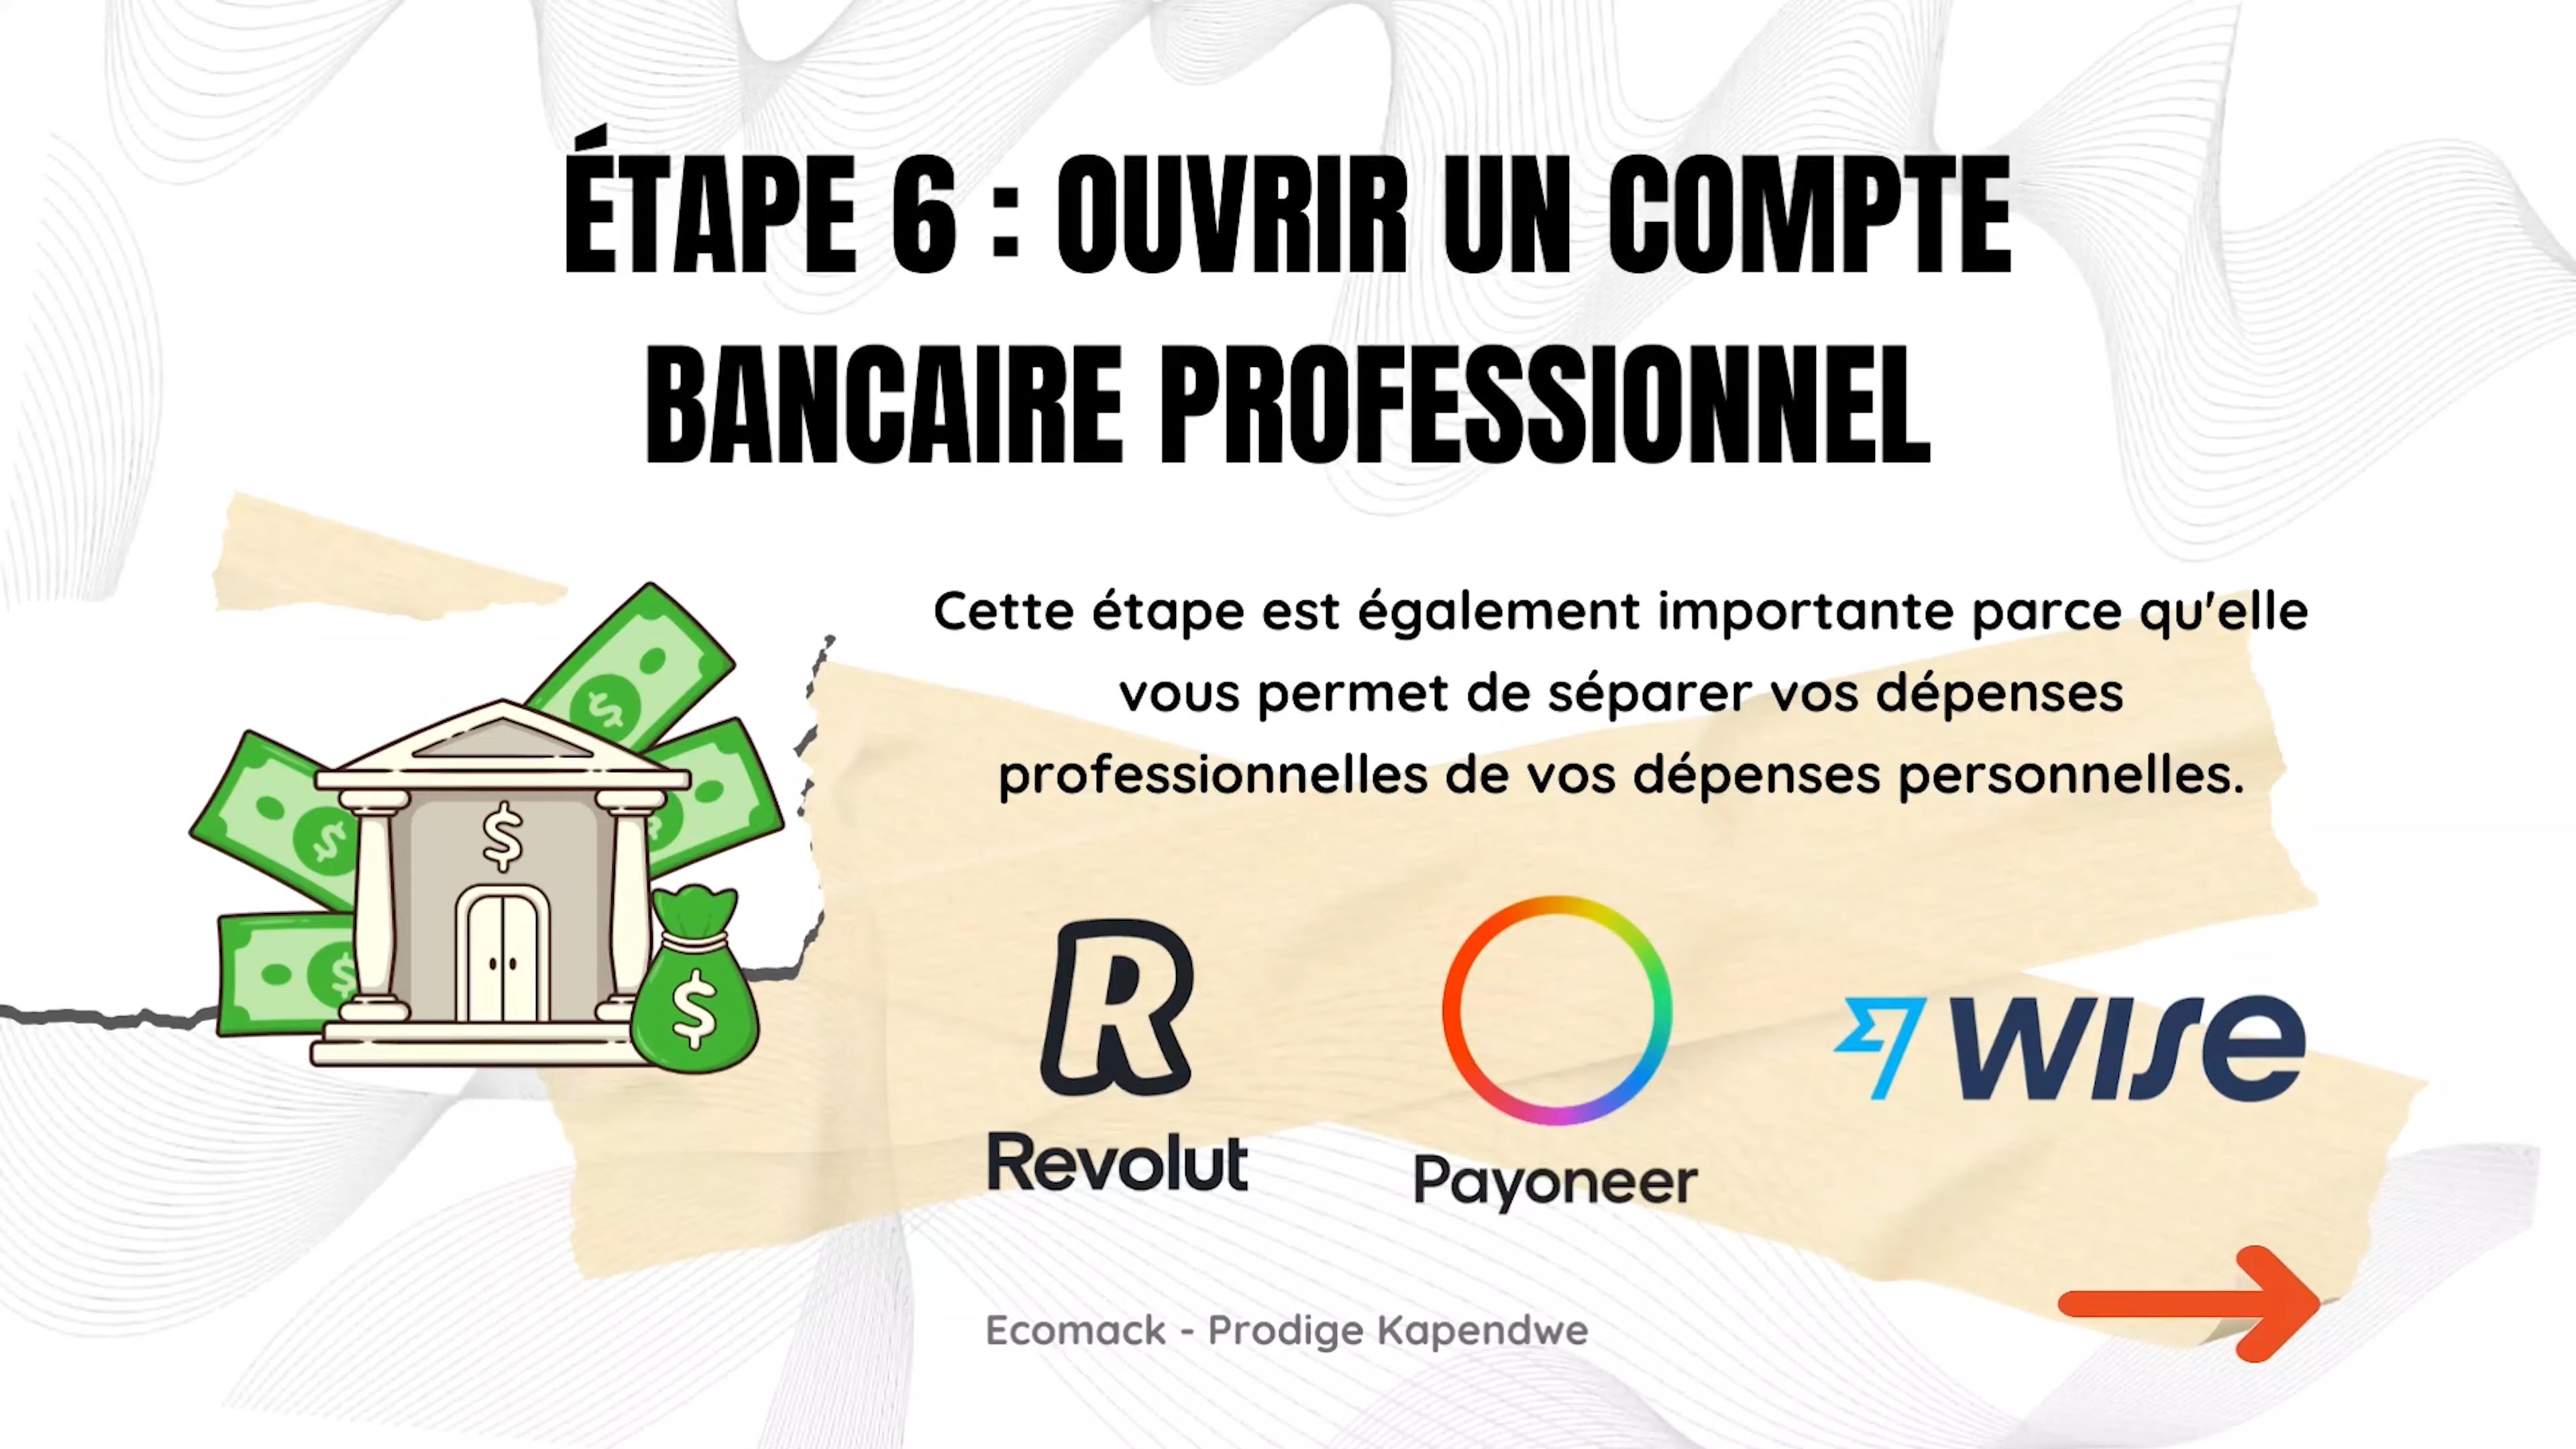 ÉTAPE 6 : OUVRIR UN COMPTE
BANCAIRE PROFESSIONNEL
Cette étape est également importante parce qu'elle
vous permet de séparer vos dépenses
professionnelles de vos dépenses personnelles.
R
Revolut
Payoneer
wise
Ecomack - Prodige Kapendwe